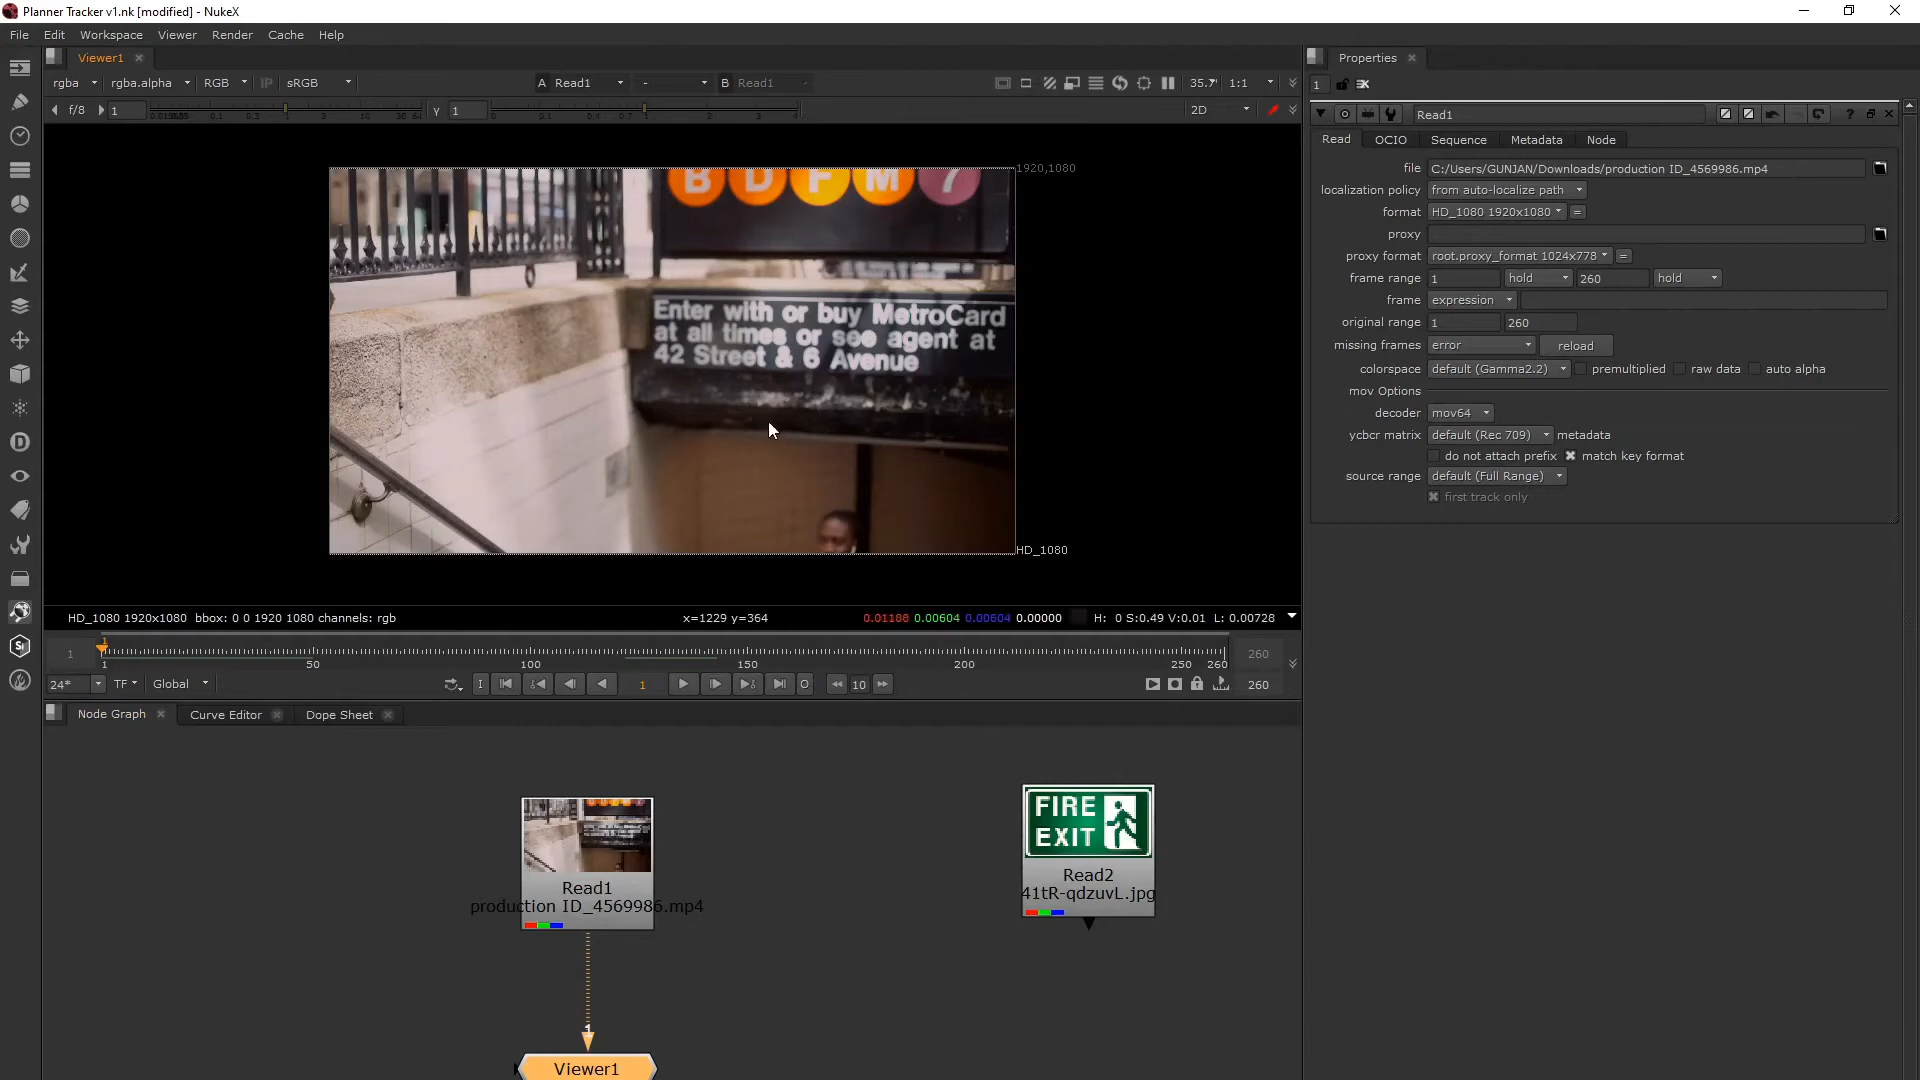 Planner Tracker v1.nk [modified] - NukeX
File Edit Workspace Viewer Render Cache Help
Viewer1
rgba rgba.alpha RGB IP sRGB A Read1 - B Read1 1:1
f/8 1 γ 1 2D
1920,1080
B D F M 7
Enter with or buy MetroCard
at all times or see agent at
42 Street & 6 Avenue
HD_1080
HD_1080 1920x1080 bbox: 0 0 1920 1080 channels: rgb x=1229 y=364 0.01188 0.00604 0.00604 0.00000 H: 0 S:0.49 V:0.01 L: 0.00728
1 1 50 100 150 200 250 260 260
24* TF Global I 1 O 10 260
Node Graph Curve Editor Dope Sheet
Read1
production ID_4569986.mp4
1
Viewer1
FIRE
EXIT
Read2
41tR-qdzuvL.jpg
Properties
1
Read1
Read OCIO Sequence Metadata Node
file C:/Users/GUNJAN/Downloads/production ID_4569986.mp4
localization policy from auto-localize path
format HD_1080 1920x1080 =
proxy
proxy format root.proxy_format 1024x778 =
frame range 1 hold 260 hold
frame expression
original range 1 260
missing frames error reload
colorspace default (Gamma2.2) premultiplied raw data auto alpha
mov Options
decoder mov64
ycbcr matrix default (Rec 709) metadata
do not attach prefix match key format
source range default (Full Range)
first track only